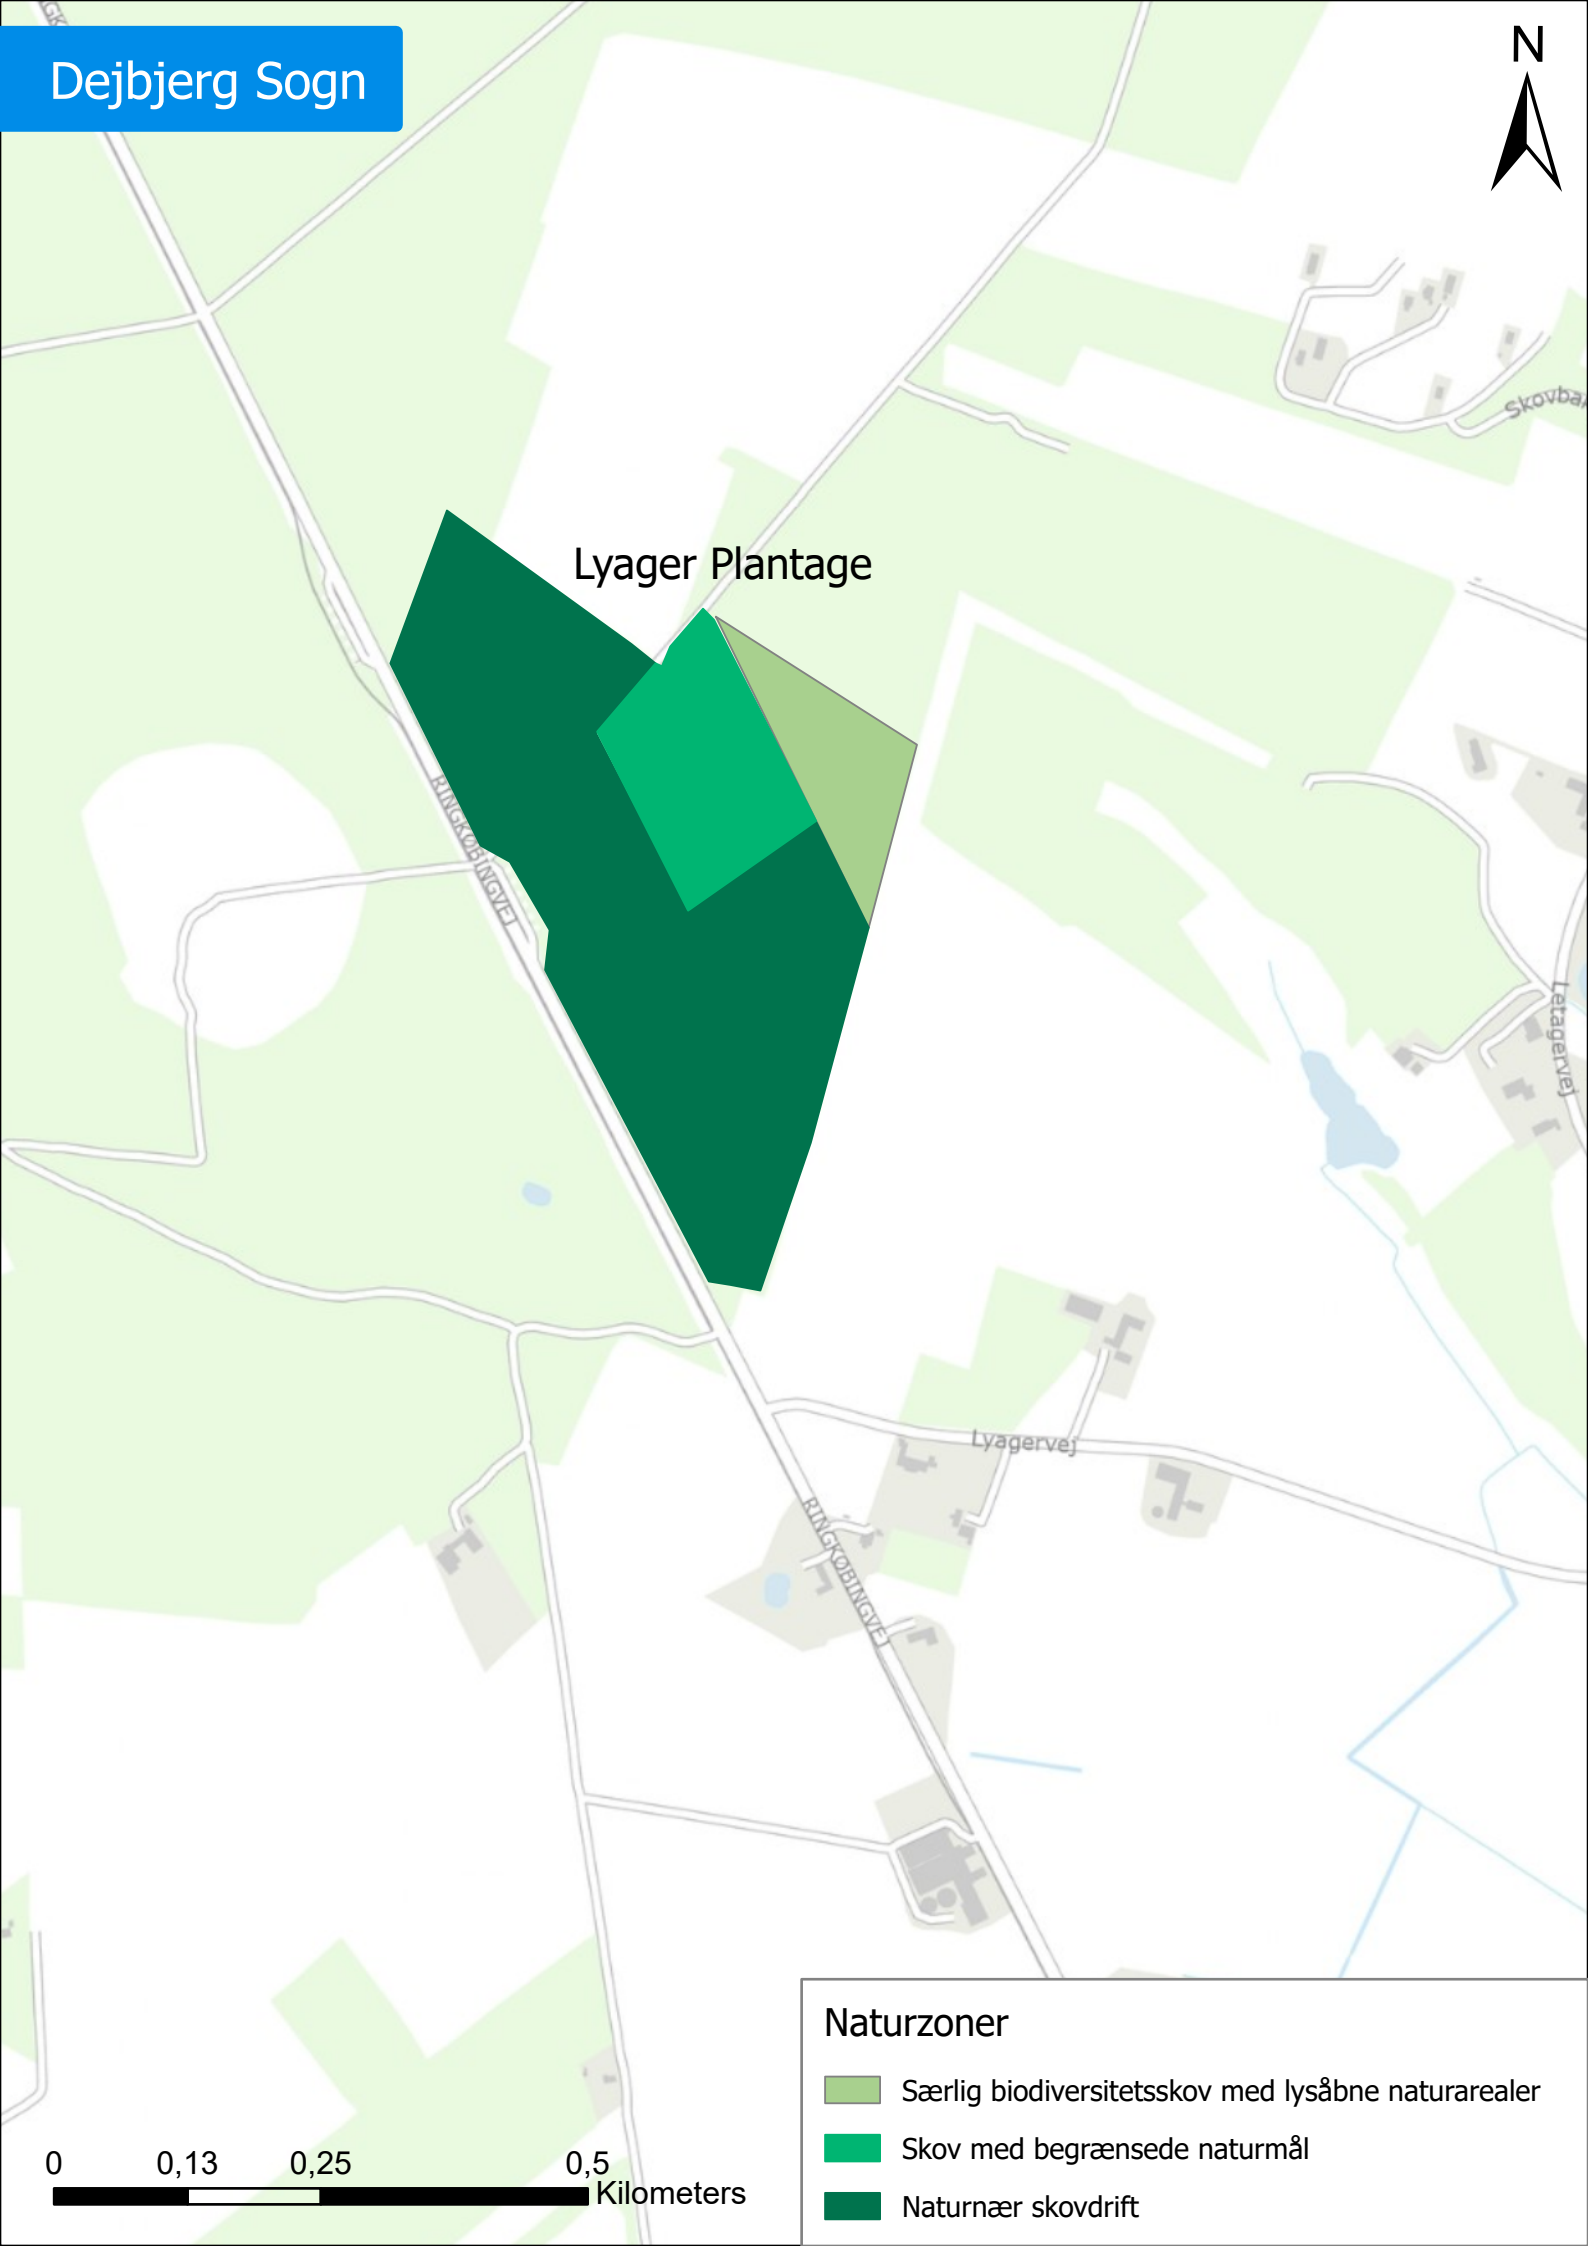 Dejbjerg Sogn
N
Lyager Plantage
RINGKØBINGVEJ
Letagervej
Lyagervej
RINGKØBINGVEJ
Naturzoner
Særlig biodiversitetsskov med lysåbne naturarealer
Skov med begrænsede naturmål
Naturnær skovdrift
0 0,13 0,25 0,5
Kilometers